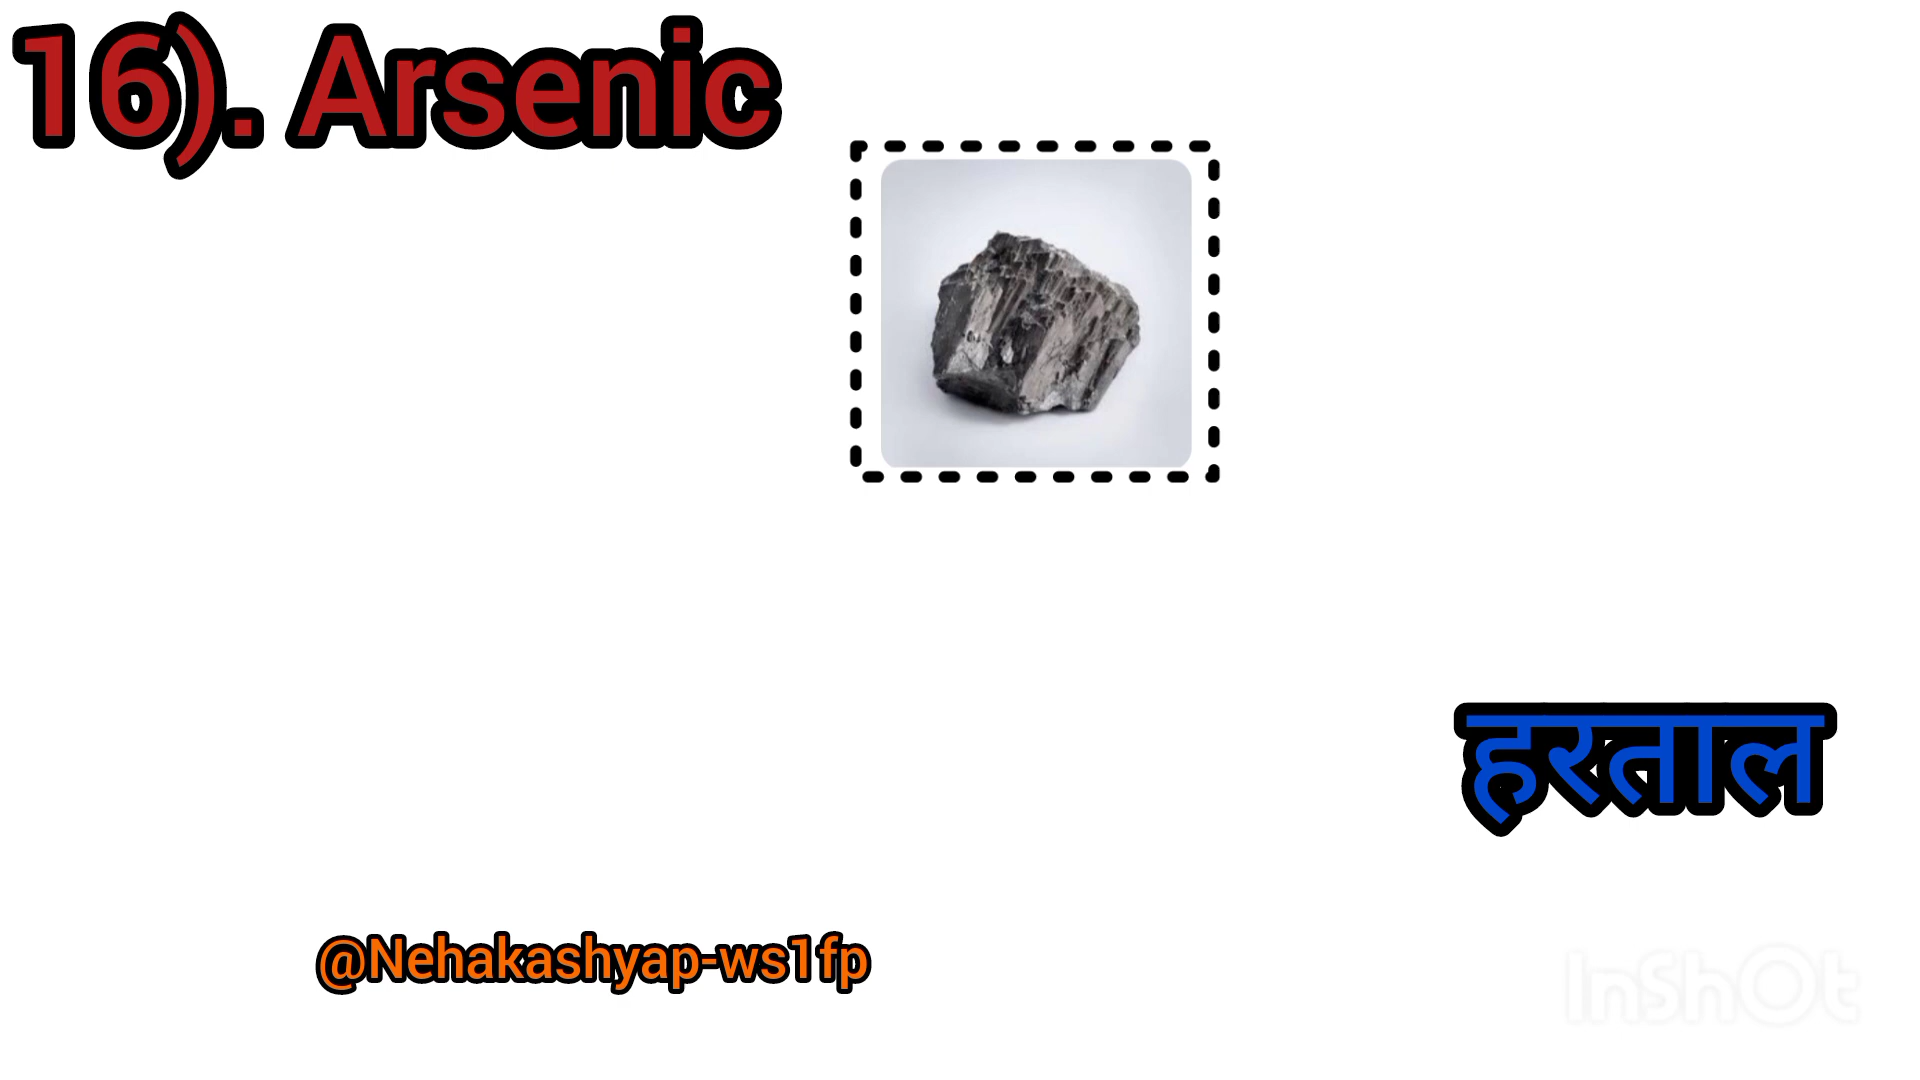 16). Arsenic
हरताल
@Nehakashyap-ws1fp
InShOt